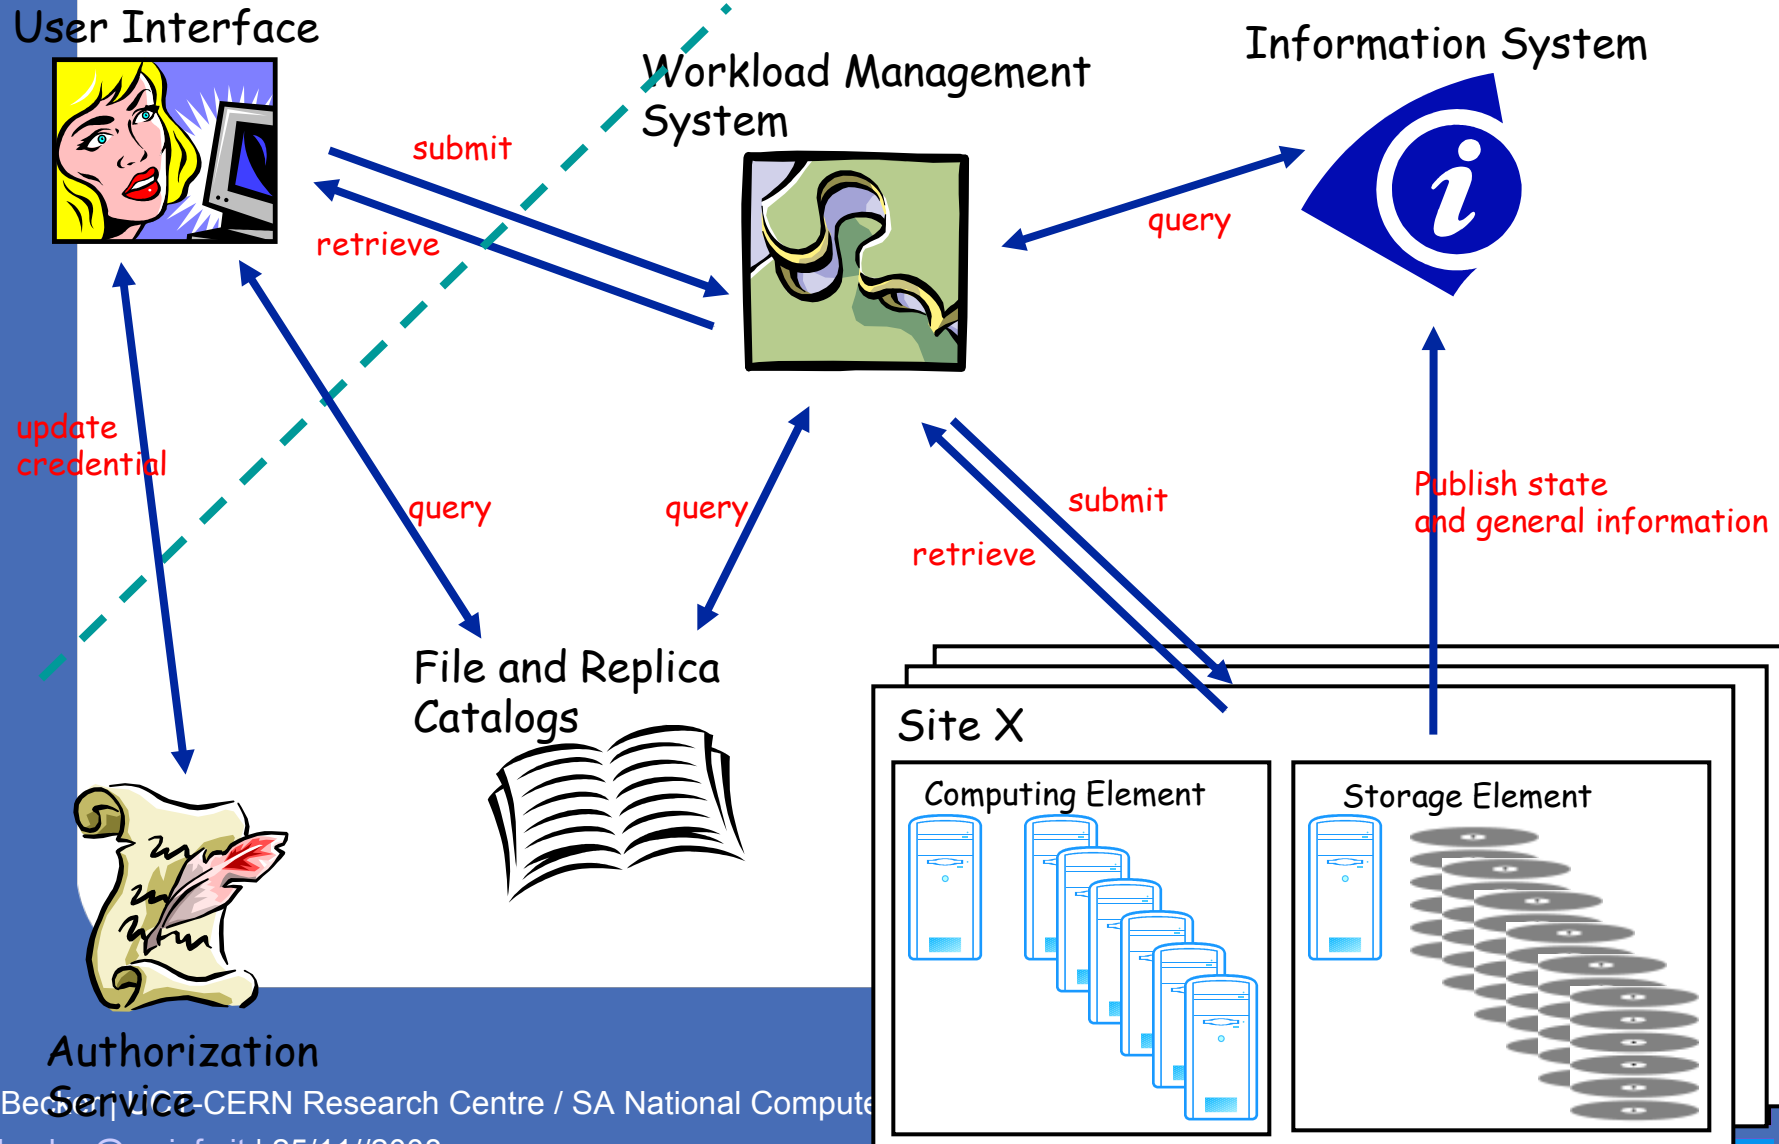 User Interface
Workload Management
System
Information System
submit
retrieve
query
update
credential
query
query
submit
retrieve
Publish state
and general information
File and Replica
Catalogs
Site X
Computing Element
Storage Element
Authorization
Service
Becker | UCT-CERN Research Centre / SA National Compute